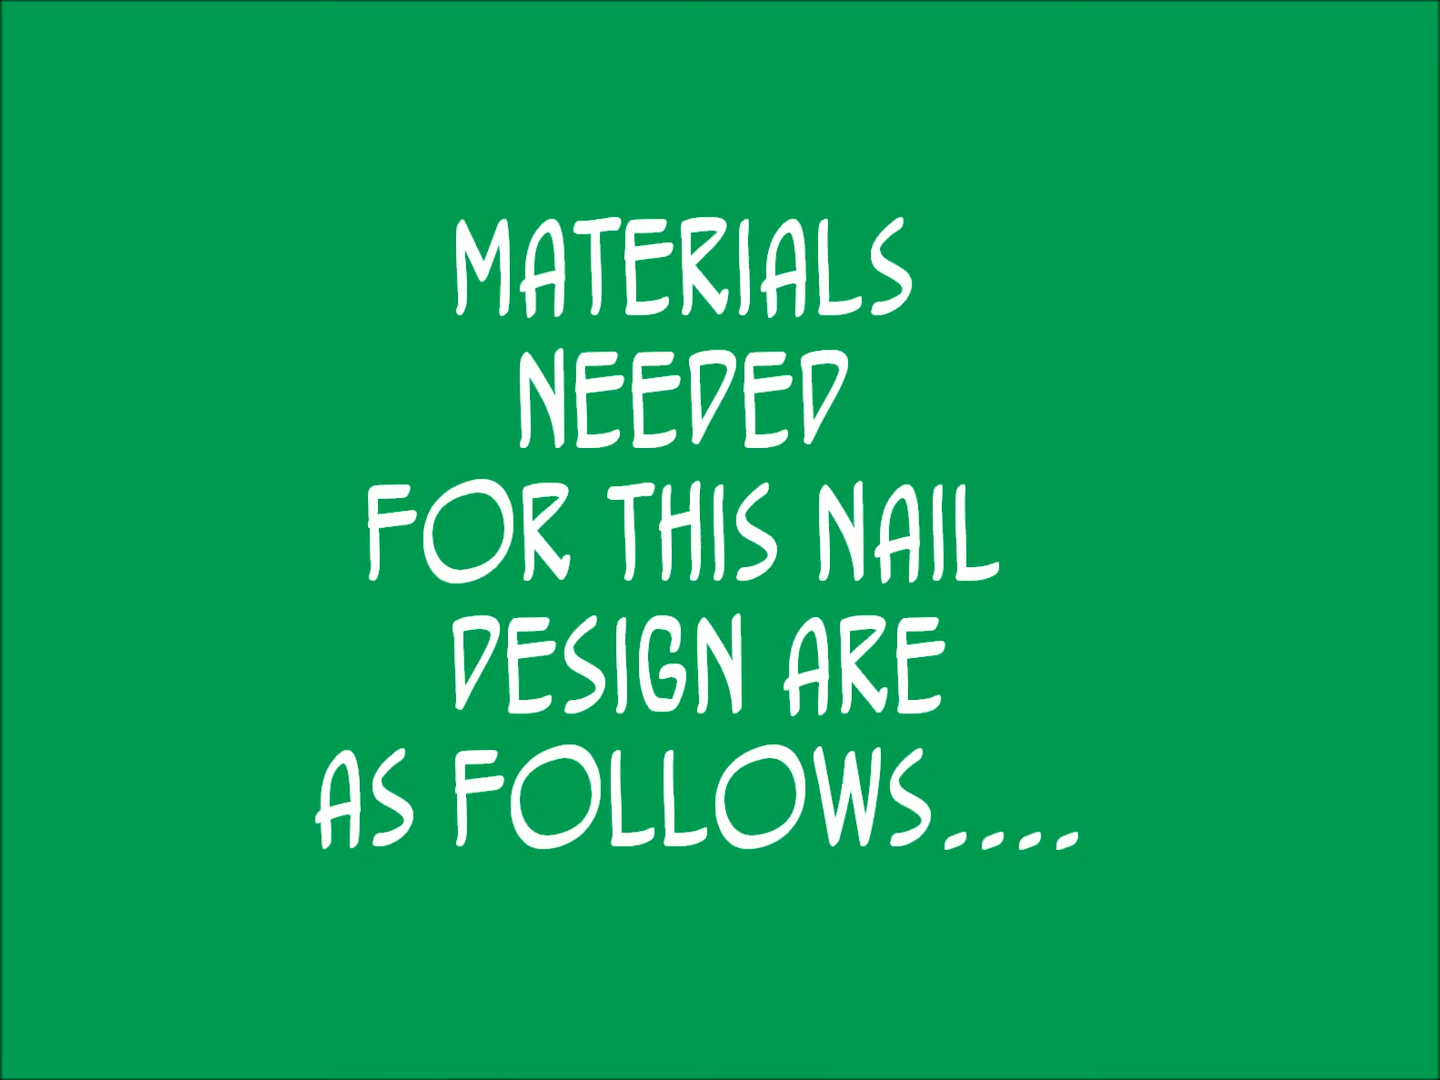 MATERIALS
NEEDED
FOR THIS NAIL
DESIGN ARE
AS FOLLOWS....